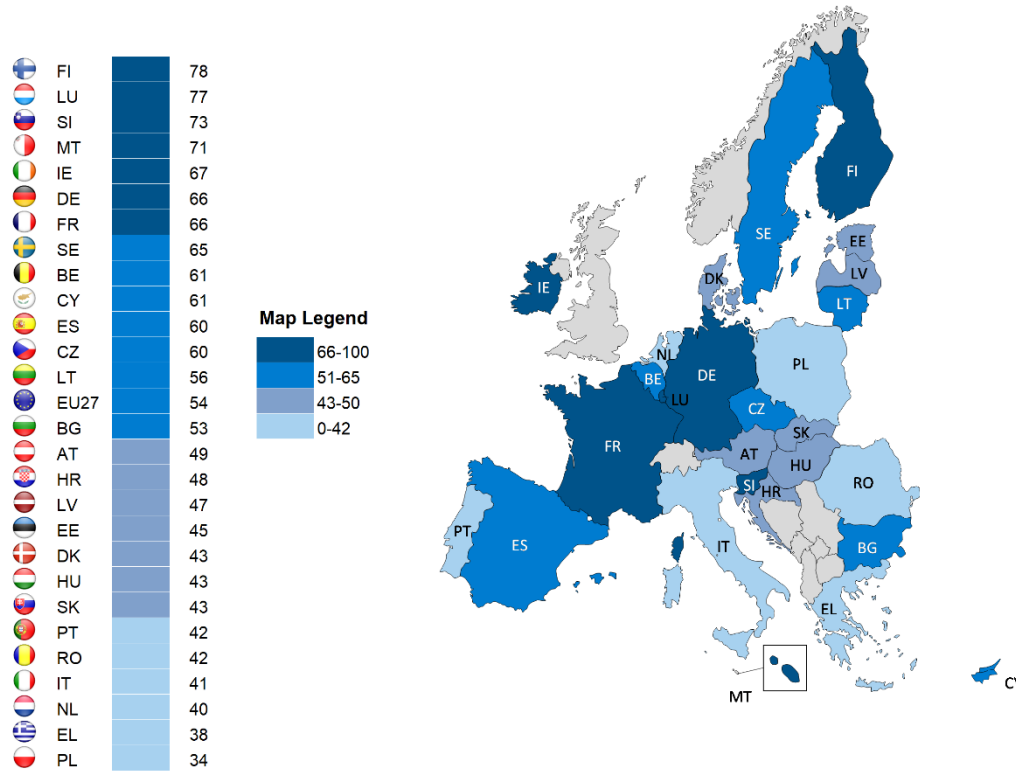 FI 78
LU 77
SI 73
MT 71
IE 67
DE 66
FR 66
SE 65
BE 61
CY 61
ES 60
CZ 60
LT 56
EU27 54
BG 53
AT 49
HR 48
LV 47
EE 45
DK 43
HU 43
SK 43
PT 42
RO 42
IT 41
NL 40
EL 38
PL 34
Map Legend
66-100
51-65
43-50
0-42
FI
SE
EE
LV
DK
LT
IE
NL
PL
BE
DE
LU
CZ
SK
FR
AT
HU
SI
HR
RO
PT
ES
IT
BG
EL
MT
CY